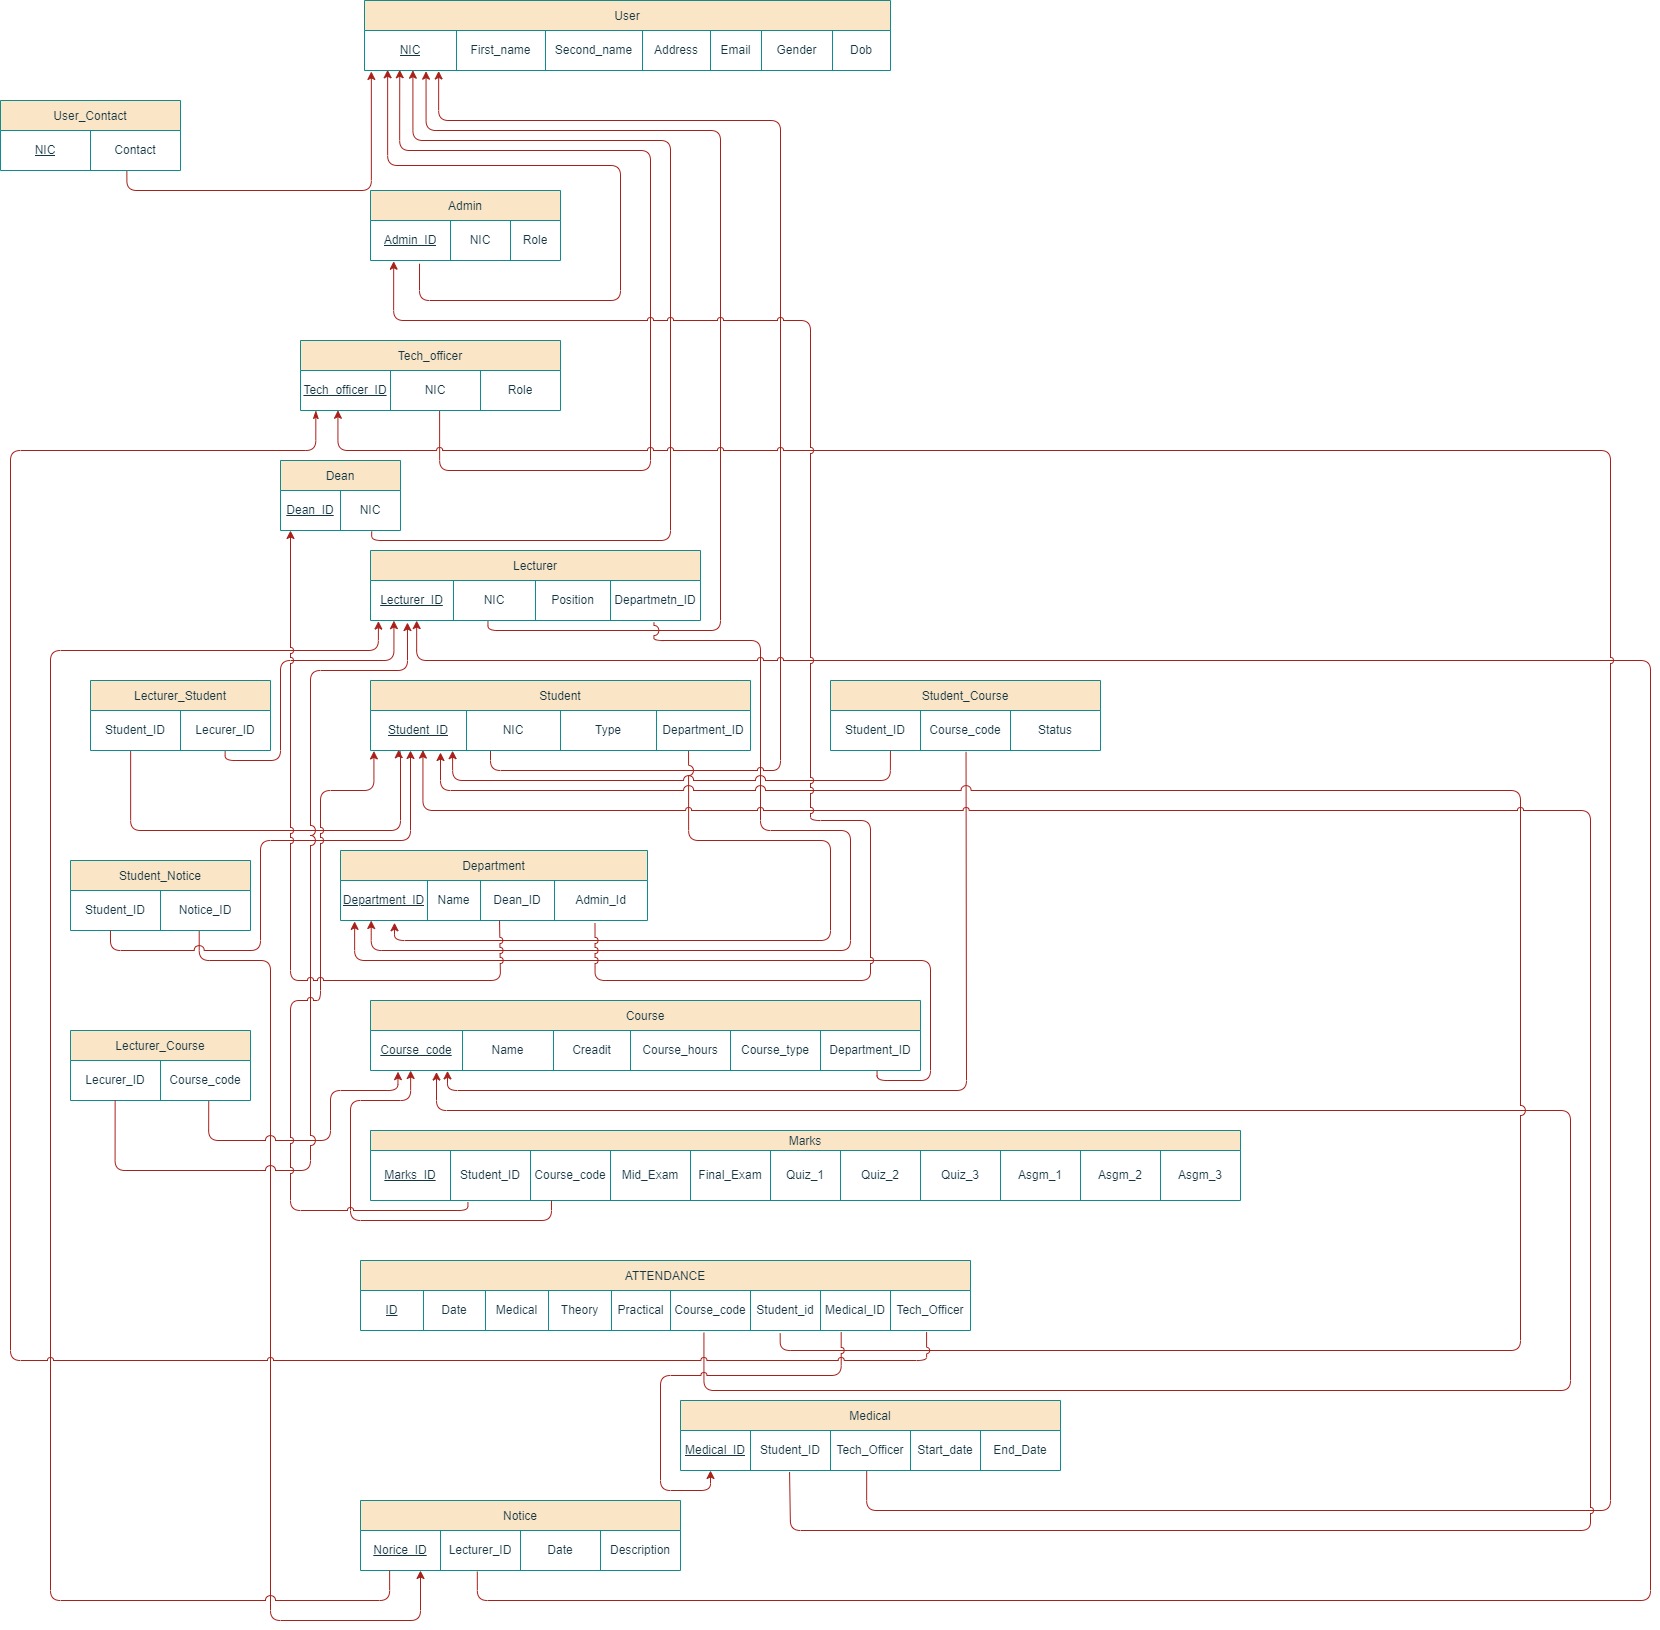 User
NIC First_name Second_name Address Email Gender Dob
User_Contact
NIC Contact
Admin
Admin_ID NIC Role
Tech_officer
Tech_officer_ID NIC Role
Dean
Dean_ID NIC
Lecturer
Lecturer_ID NIC Position Departmetn_ID
Lecturer_Student
Student_ID Lecurer_ID
Student
Student_ID NIC Type Department_ID
Student_Course
Student_ID Course_code Status
Department
Department_ID Name Dean_ID Admin_Id
Student_Notice
Student_ID Notice_ID
Course
Course_code Name Creadit Course_hours Course_type Department_ID
Lecturer_Course
Lecurer_ID Course_code
Marks
Marks_ID Student_ID Course_code Mid_Exam Final_Exam Quiz_1 Quiz_2 Quiz_3 Asgm_1 Asgm_2 Asgm_3
ATTENDANCE
ID Date Medical Theory Practical Course_code Student_id Medical_ID Tech_Officer
Medical
Medical_ID Student_ID Tech_Officer Start_date End_Date
Notice
Norice_ID Lecturer_ID Date Description